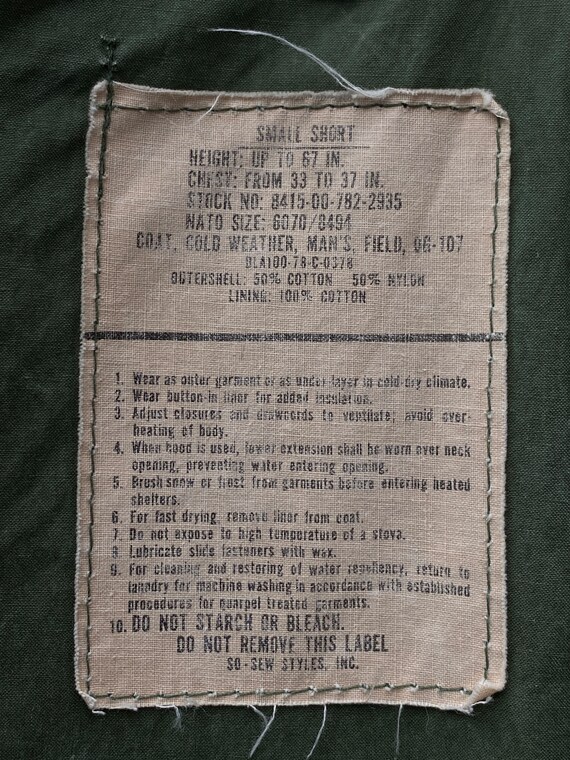 SMALL SHORT
HEIGHT: UP TO 67 IN.
CHEST: FROM 33 TO 37 IN.
STOCK NO: 8415-00-782-2935
NATO SIZE: 6070/8494
COAT, COLD WEATHER, MAN'S, FIELD, OG-107
DLA100-78-C-0378
OUTERSHELL: 50% COTTON 50% NYLON
LINING: 100% COTTON
1. Wear as outer garment or as under layer in cold-dry climate.
2. Wear button-in liner for added insulation.
3. Adjust closures and drawcords to ventilate; avoid over-
heating of body.
4. When hood is used, lower extension shall be worn over neck
opening, preventing water entering opening.
5. Brush snow or frost from garments before entering heated
shelters.
6. For fast drying, remove liner from coat.
7. Do not expose to high temperature of a stove.
8. Lubricate slide fasteners with wax.
9. For cleaning and restoring of water repellency, return to
laundry for machine washing in accordance with established
procedures for quarpel treated garments.
10. DO NOT STARCH OR BLEACH.
DO NOT REMOVE THIS LABEL
SO-SEW STYLES, INC.